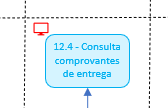 12.4 - Consulta
comprovantes
de entrega